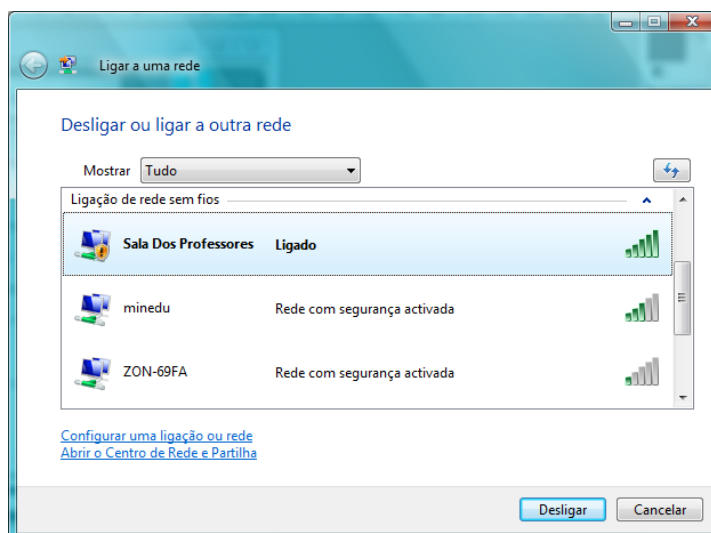 Ligar a uma rede
Desligar ou ligar a outra rede
Mostrar Tudo
Ligação de rede sem fios
Sala Dos Professores Ligado
minedu Rede com segurança activada
ZON-69FA Rede com segurança activada
Configurar uma ligação ou rede
Abrir o Centro de Rede e Partilha
Desligar Cancelar